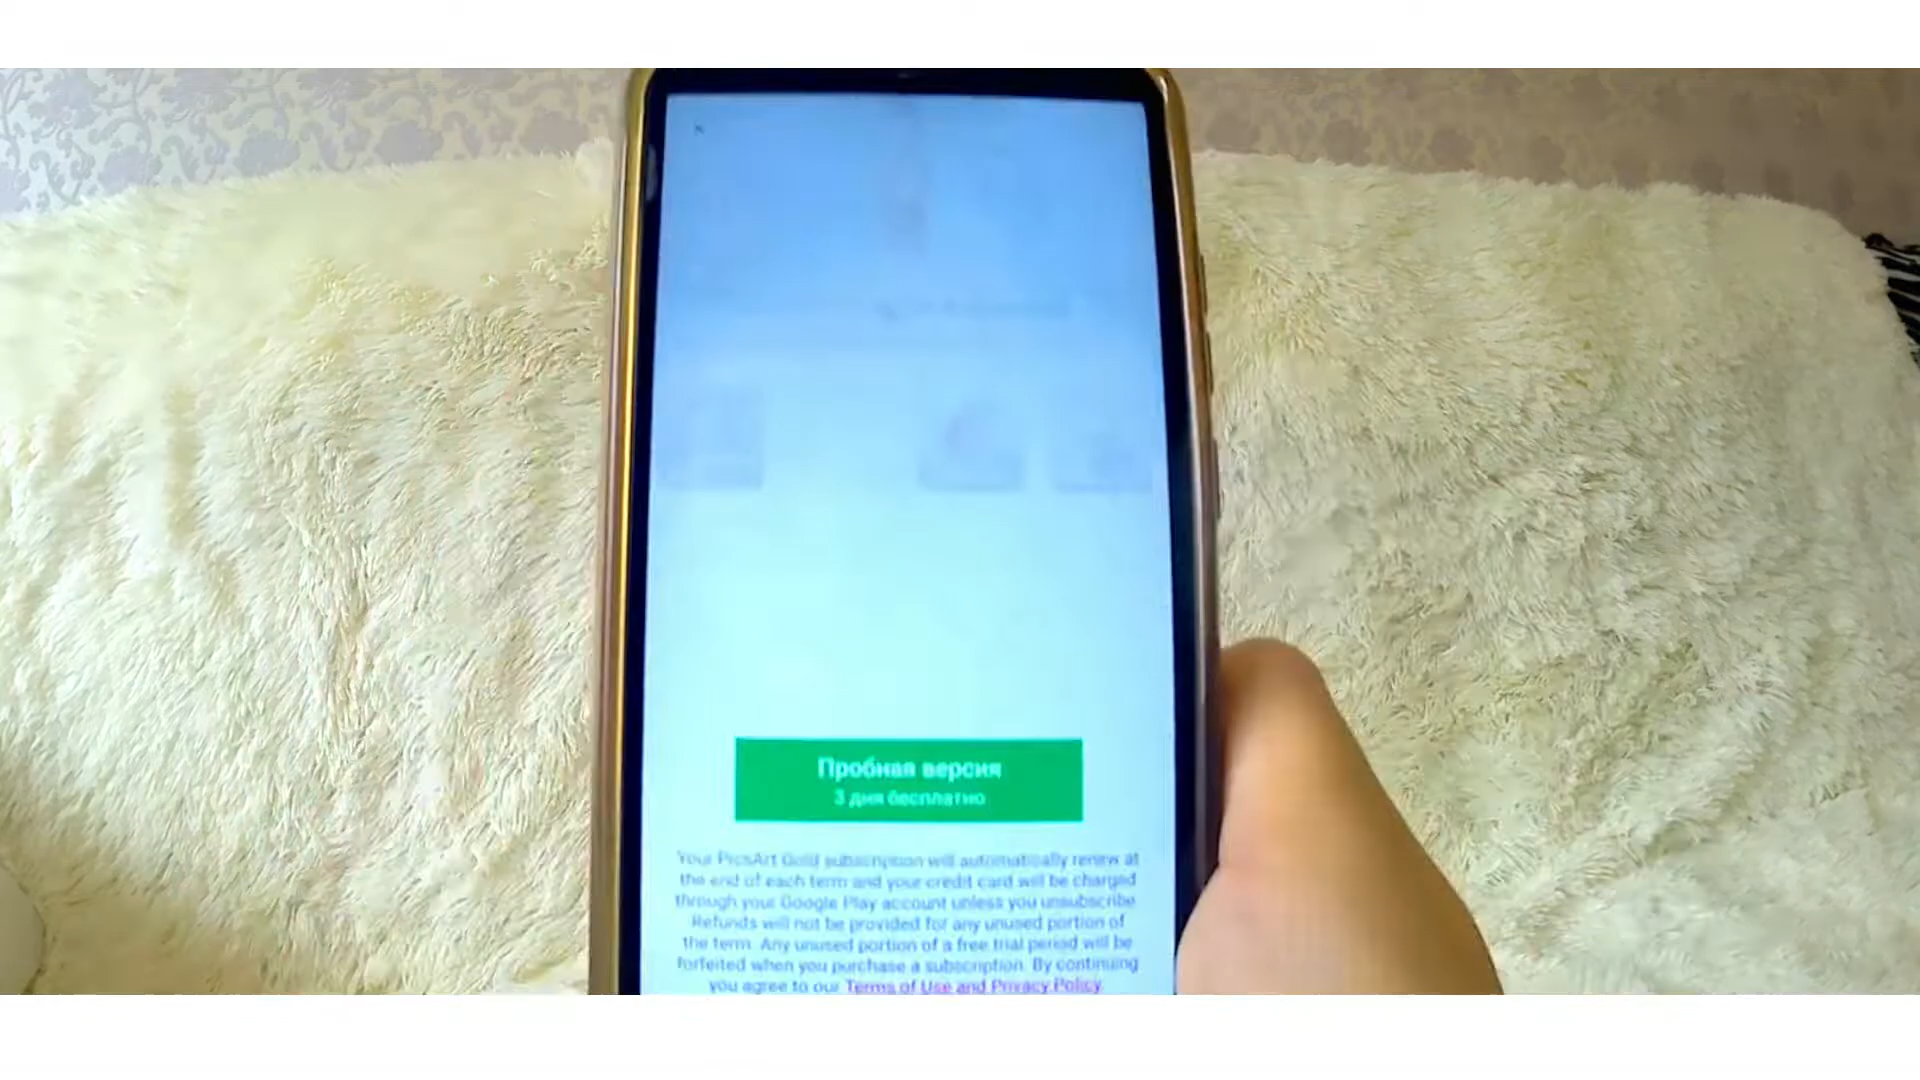 Пробная версия
3 дня бесплатно
Your PicsArt Gold subscription will automatically renew at
the end of each term and your credit card will be charged
through your Google Play account unless you unsubscribe.
Refunds will not be provided for any unused portion of
the term. Any unused portion of a free trial period will be
forfeited when you purchase a subscription. By continuing
you agree to our Terms of Use and Privacy Policy.